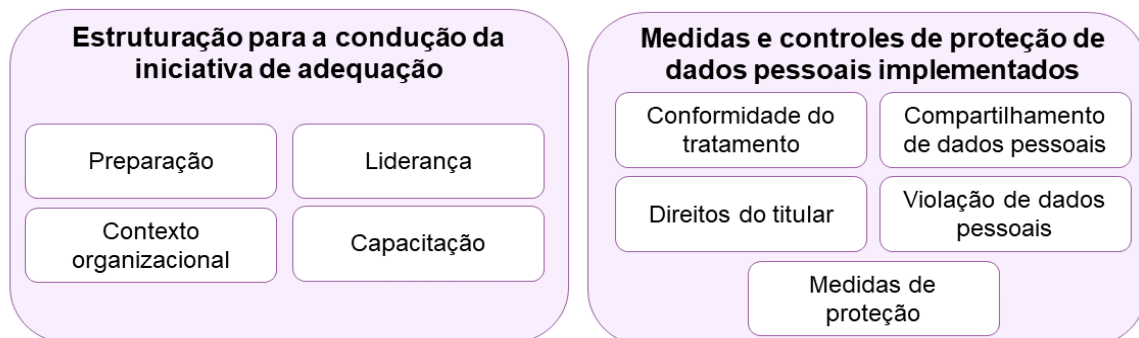 Estruturação para a condução da
iniciativa de adequação
Preparação
Liderança
Contexto
organizacional
Capacitação
Medidas e controles de proteção de
dados pessoais implementados
Conformidade do
tratamento
Compartilhamento
de dados pessoais
Direitos do titular
Violação de dados
pessoais
Medidas de
proteção